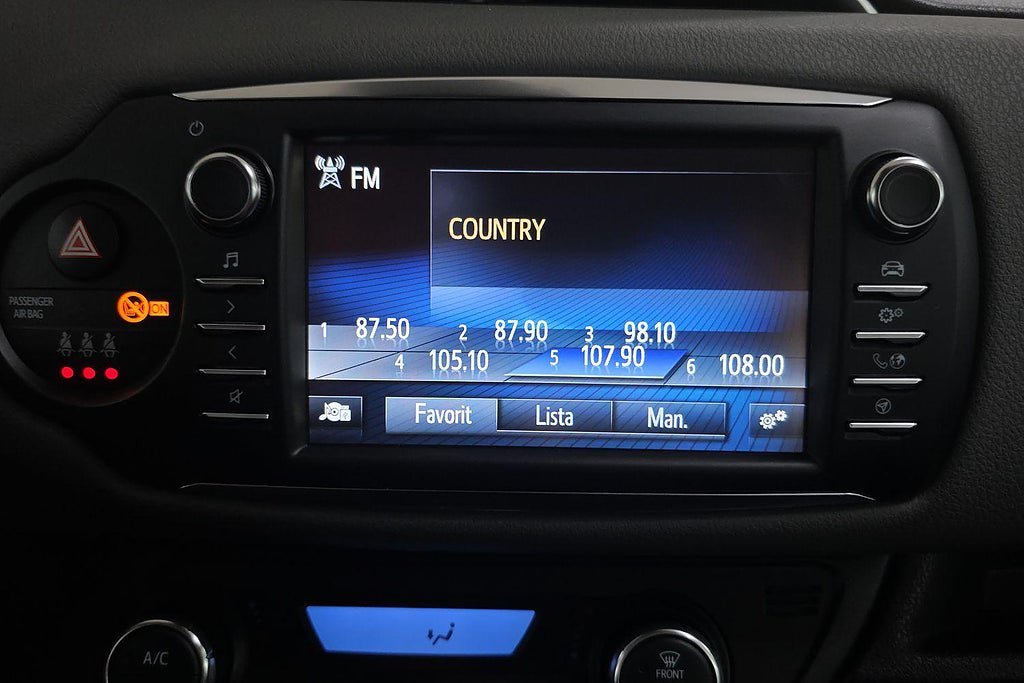 FM
COUNTRY
PASSENGER
AIR BAG
ON
1 87.50 2 87.90 3 98.10
4 105.10 5 107.90 6 108.00
Favorit Lista Man.
A/C
FRONT